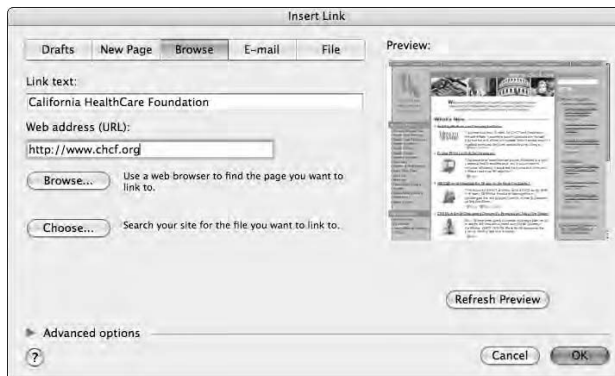 Insert Link
Drafts New Page Browse E-mail File
Preview:
Link text:
California HealthCare Foundation
Web address (URL):
http://www.chcf.org
Browse... Use a web browser to find the page you want to
link to.
Choose... Search your site for the file you want to link to.
What's New
Refresh Preview
Advanced options
? Cancel OK